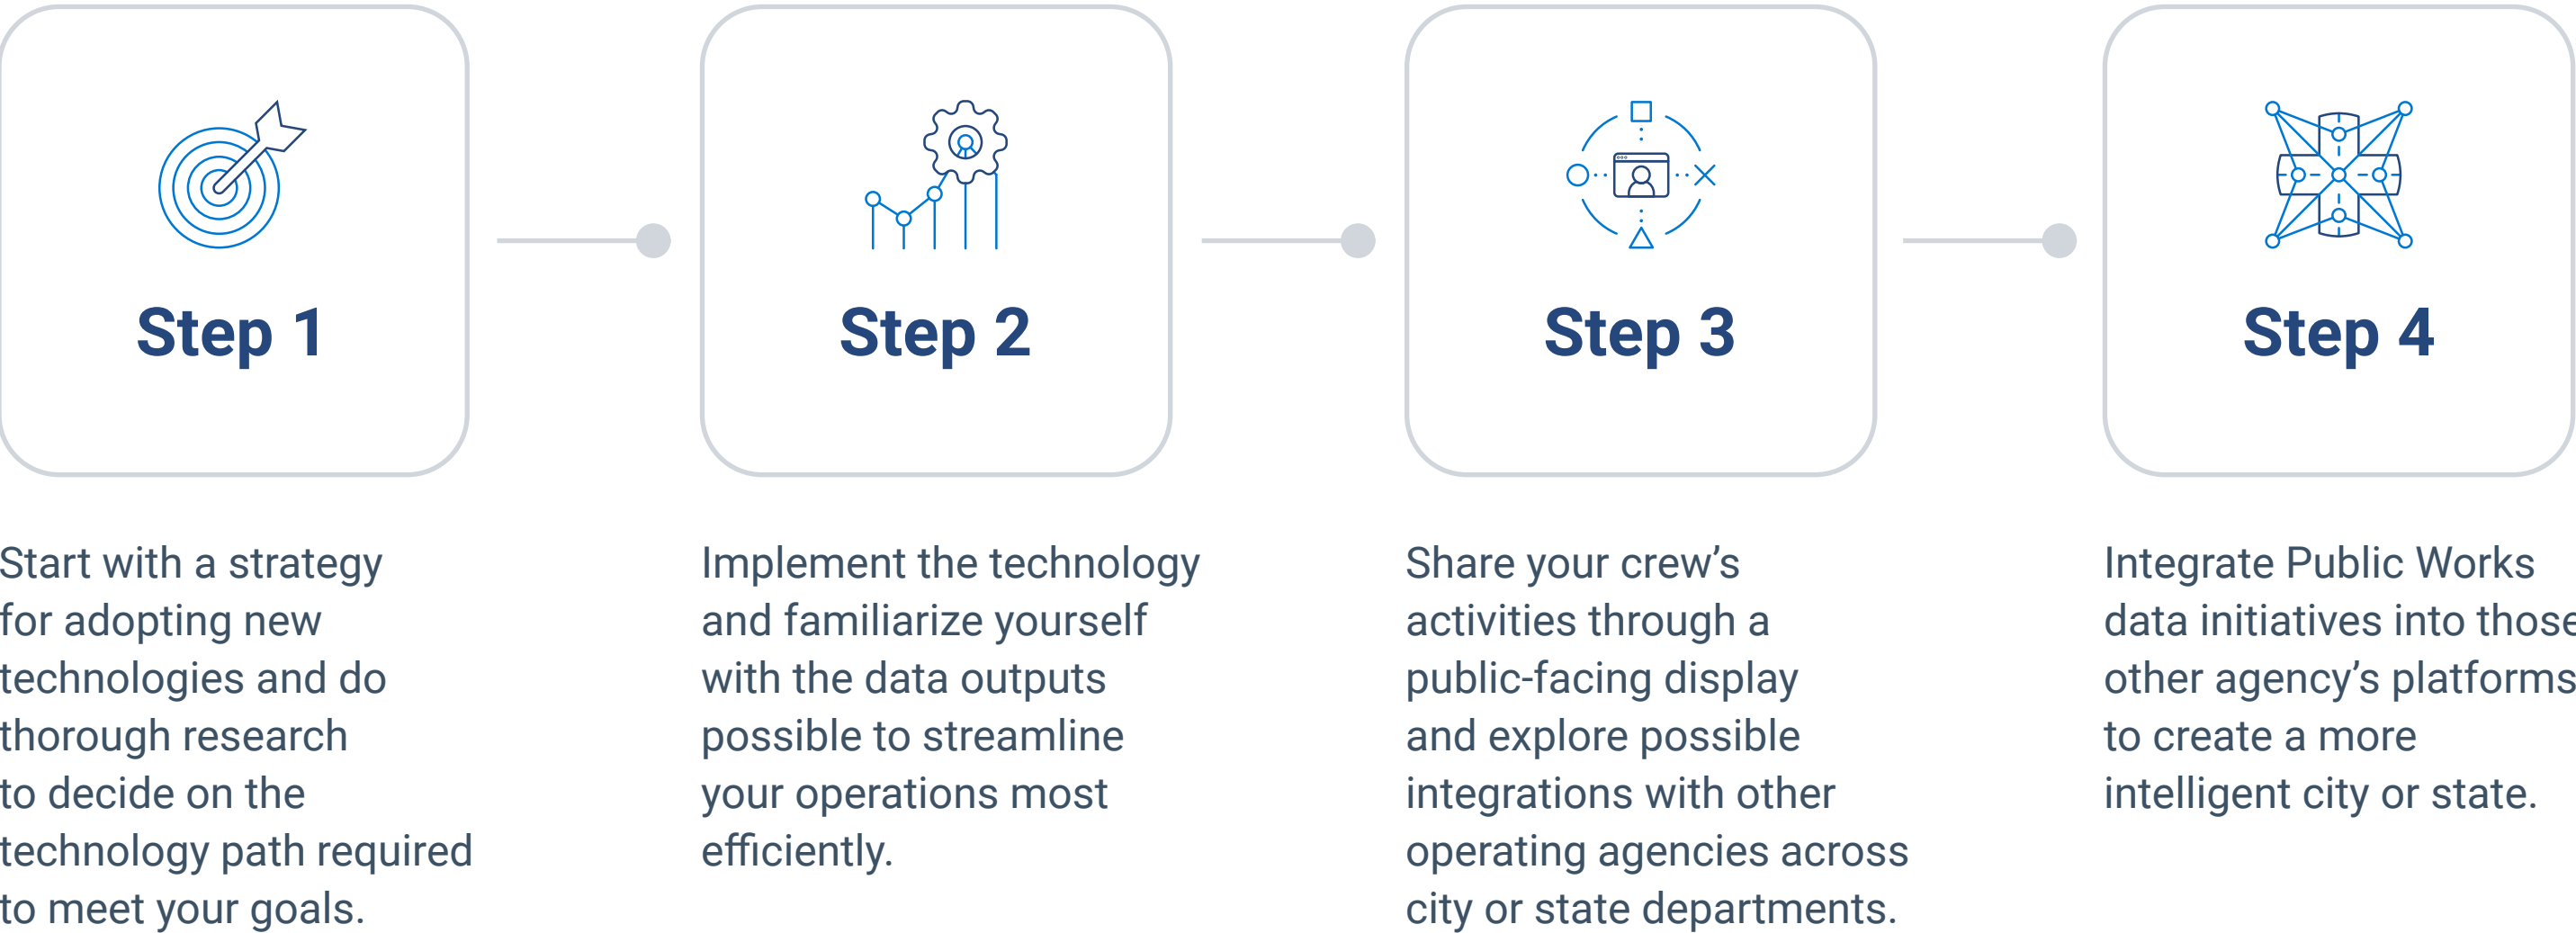 Step 1
Start with a strategy
for adopting new
technologies and do
thorough research
to decide on the
technology path required
to meet your goals.
Step 2
Implement the technology
and familiarize yourself
with the data outputs
possible to streamline
your operations most
efficiently.
Step 3
Share your crew’s
activities through a
public-facing display
and explore possible
integrations with other
operating agencies across
city or state departments.
Step 4
Integrate Public Works
data initiatives into those
other agency’s platforms
to create a more
intelligent city or state.